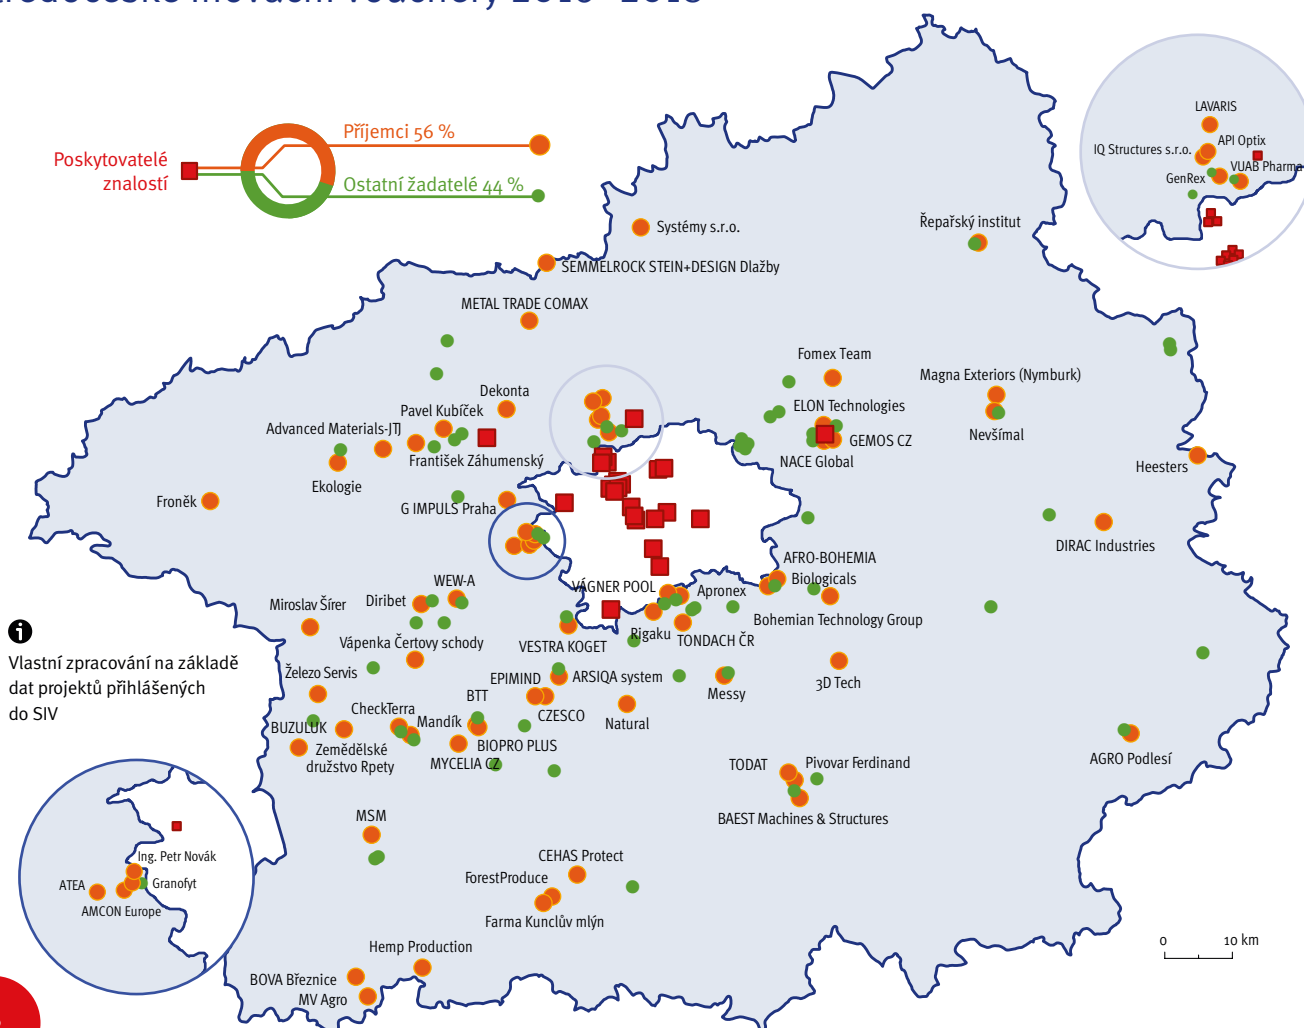 Středočeské inovační vouchery 2016–2018
Příjemci 56 %
Poskytovatelé
znalostí
Ostatní žadatelé 44 %
LAVARIS
API Optix
IQ Structures s.r.o.
VUAB Pharma
GenRex
Systémy s.r.o.
Řepařský institut
SEMMELROCK STEIN+DESIGN Dlažby
METAL TRADE COMAX
Fomex Team
Magna Exteriors (Nymburk)
Dekonta
Pavel Kubíček
ELON Technologies
Advanced Materials-JTJ
GEMOS CZ
Nevšímal
František Záhumenský
NACE Global
Heesters
Ekologie
Froněk
G IMPULS Praha
DIRAC Industries
AFRO-BOHEMIA
WEW-A
VÁGNER POOL
Apronex
Biologicals
Miroslav Šírer
Diribet
Bohemian Technology Group
Vápenka Čertovy schody
VESTRA KOGET
Rigaku
TONDACH ČR
Vlastní zpracování na základě
dat projektů přihlášených
do SIV
Železo Servis
EPIMIND
ARSIQA system
Messy
3D Tech
BTT
CheckTerra
Mandík
CZESCO
Natural
BUZULUK
Zemědělské
družstvo Rpety
BIOPRO PLUS
MYCELIA CZ
TODAT
Pivovar Ferdinand
AGRO Podlesí
MSM
BAEST Machines & Structures
Ing. Petr Novák
ATEA
Granofyt
AMCON Europe
CEHAS Protect
ForestProduce
Farma Kunclův mlýn
Hemp Production
0 10 km
BOVA Březnice
MV Agro